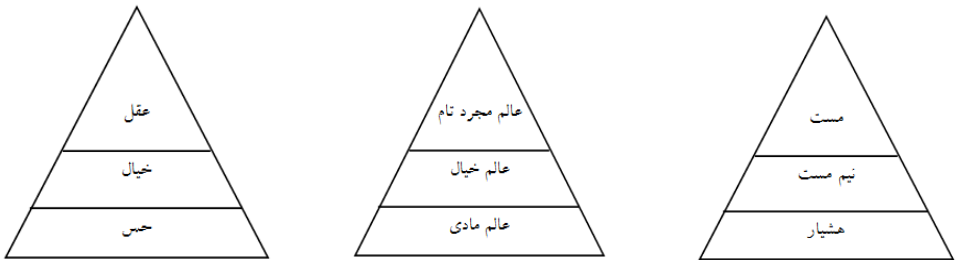 عقل
خیال
حس
عالم مجرد تام
عالم خیال
عالم مادی
مست
نیم مست
هشیار